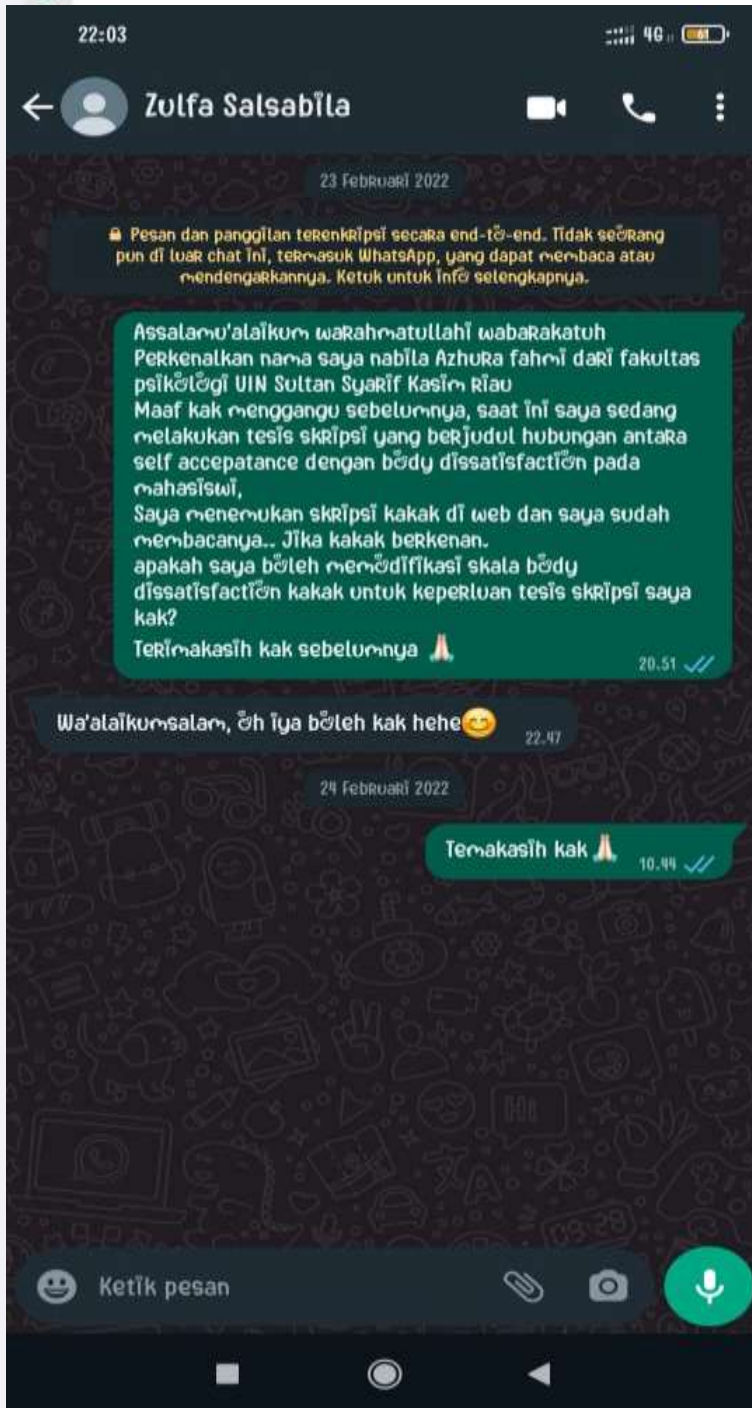 22:03
4G 61
Zulfa Salsabila
23 Februari 2022
Pesan dan panggilan terenkripsi secara end-to-end. Tidak seorang
pun di luar chat ini, termasuk WhatsApp, yang dapat membaca atau
mendengarkannya. Ketuk untuk info selengkapnya.
Assalamu'alaikum warahmatullahi wabarakatuh
Perkenalkan nama saya nabila Azhura fahmi dari fakultas
psikologi UIN Sultan Syarif Kasim Riau
Maaf kak menggangu sebelumnya, saat ini saya sedang
melakukan tesis skripsi yang berjudul hubungan antara
self accepatance dengan body dissatisfaction pada
mahasiswi,
Saya menemukan skripsi kakak di web dan saya sudah
membacanya.. Jika kakak berkenan.
apakah saya boleh memodifikasi skala body
dissatisfaction kakak untuk keperluan tesis skripsi saya
kak?
Terimakasih kak sebelumnya 🙏🏻
20.51
Wa'alaikumsalam, oh iya boleh kak hehe😊
22.47
24 Februari 2022
Temakasih kak 🙏🏻
10.44
Hi
03:29
Ketik pesan